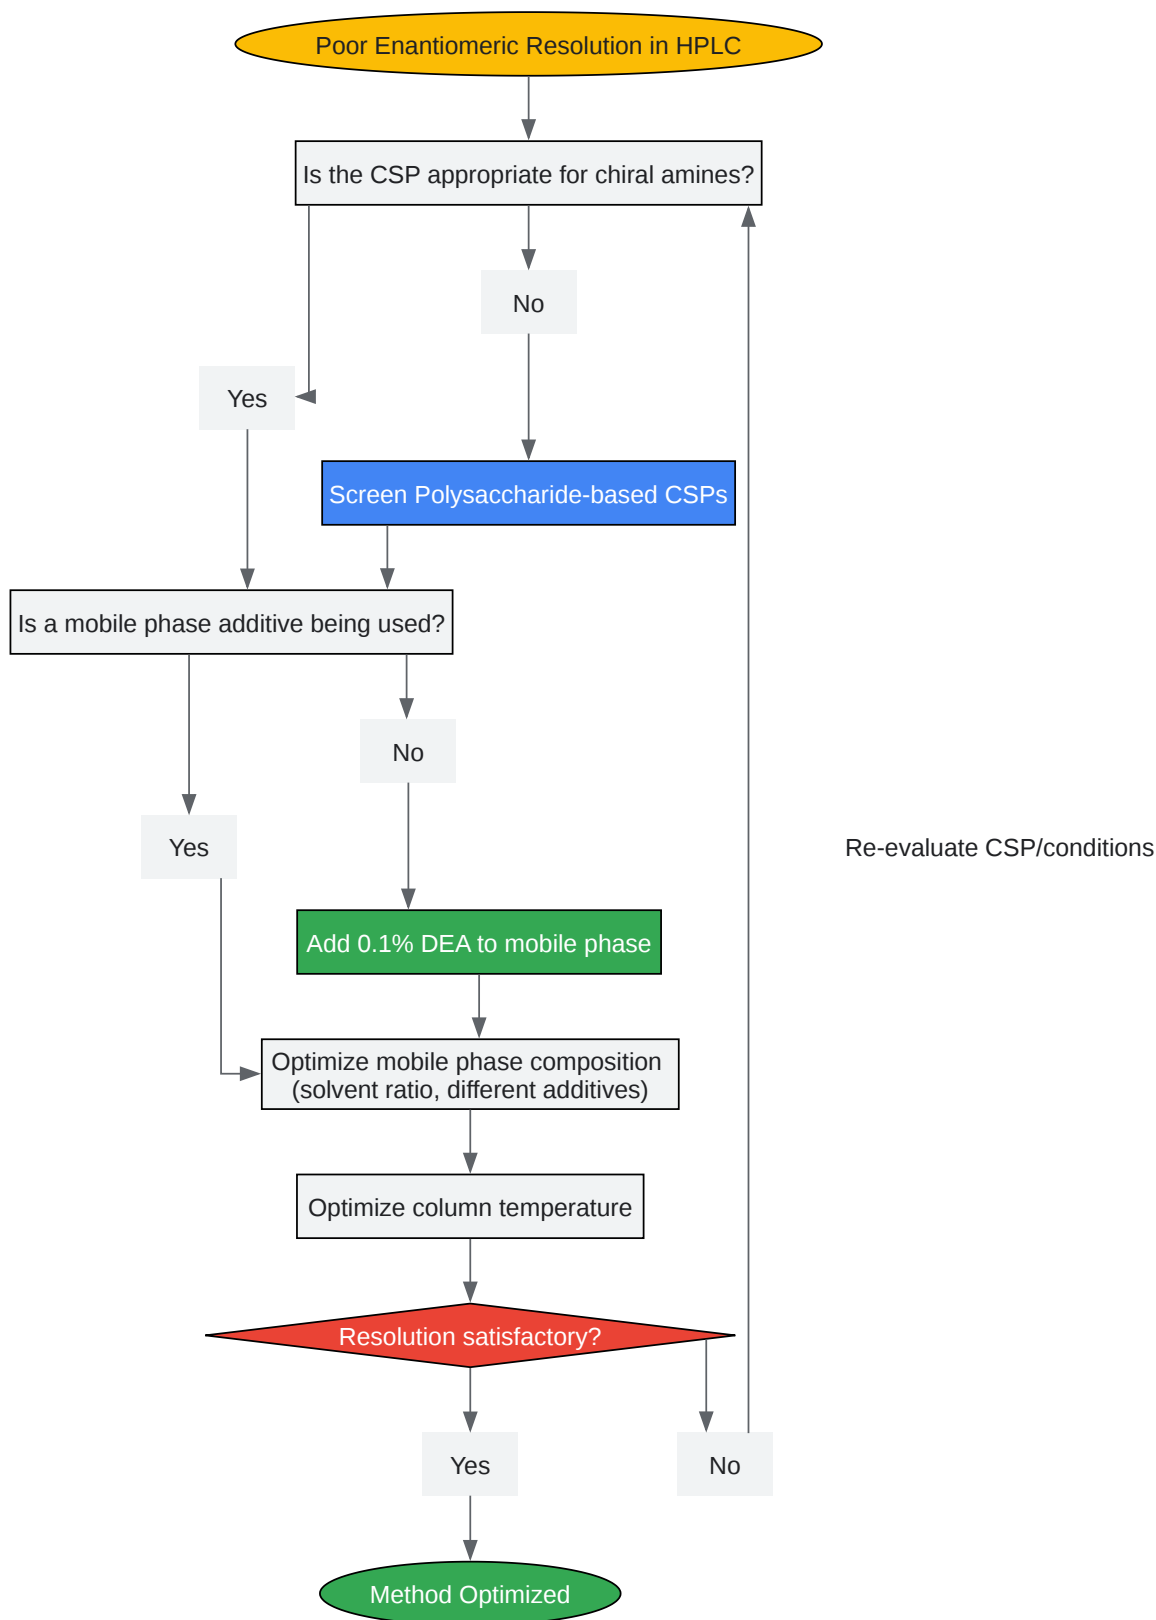 Poor Enantiomeric Resolution in HPLC
Is the CSP appropriate for chiral amines?
No
Yes
Screen Polysaccharide-based CSPs
Is a mobile phase additive being used?
No
Yes
Re-evaluate CSP/conditions
Add 0.1% DEA to mobile phase
Optimize mobile phase composition
(solvent ratio, different additives)
Optimize column temperature
Resolution satisfactory?
Yes
No
Method Optimized